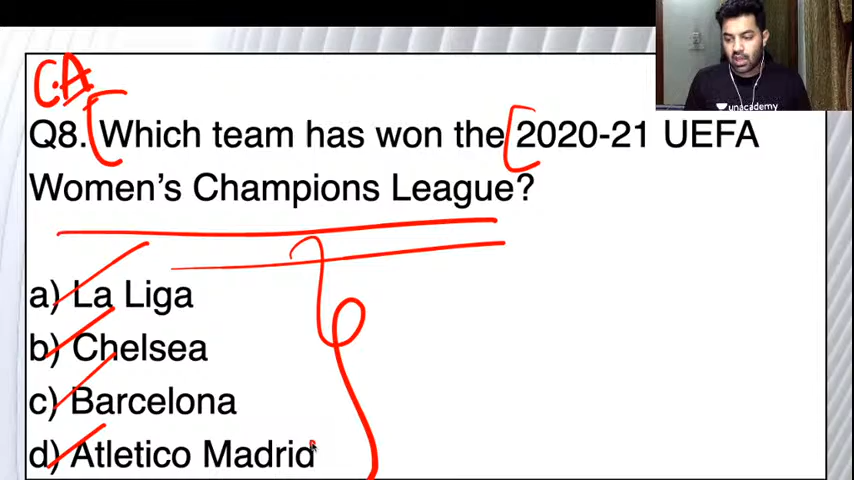 unacademy
C.A
Q8. Which team has won the 2020-21 UEFA
Women's Champions League?
a) La Liga
b) Chelsea
c) Barcelona
d) Atletico Madrid